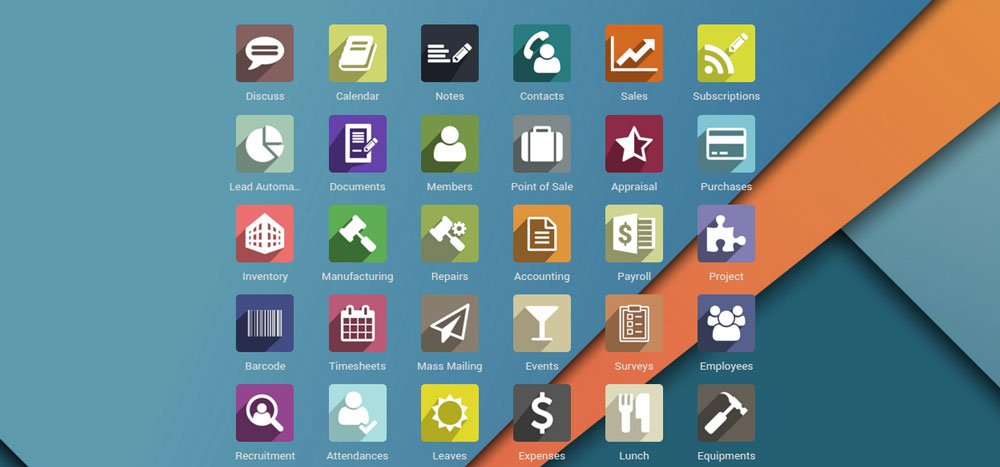 Discuss
Calendar
Notes
Contacts
Sales
Subscriptions
Lead Automa...
Documents
Members
Point of Sale
Appraisal
Purchases
Inventory
Manufacturing
Repairs
Accounting
Payroll
Project
Barcode
Timesheets
Mass Mailing
Events
Surveys
Employees
Recruitment
Attendances
Leaves
Expenses
Lunch
Equipments